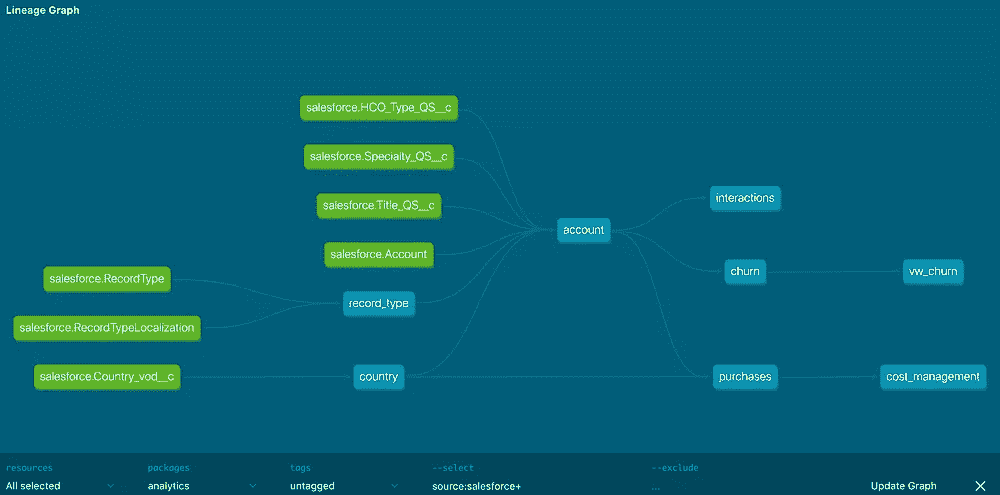 Lineage Graph
salesforce.HCO_Type_QS__c
salesforce.Specialty_QS__c
salesforce.Title_QS__c
interactions
account
salesforce.Account
salesforce.RecordType
churn
vw_churn
record_type
salesforce.RecordTypeLocalization
salesforce.Country_vod__c
country
purchases
cost_management
resources packages tags --select --exclude
All selected analytics untagged source:salesforce+ ... Update Graph